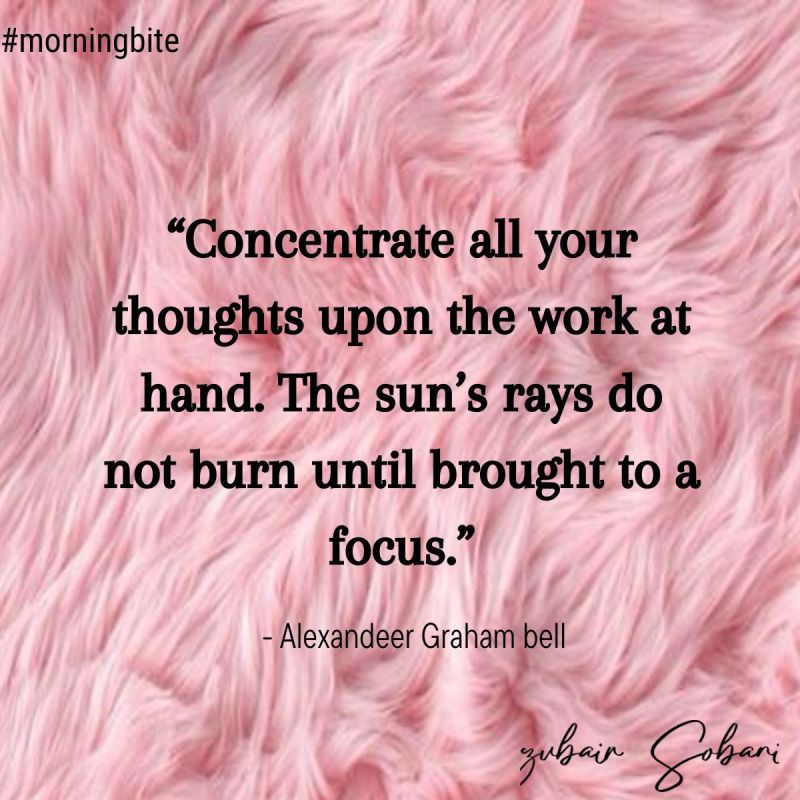 #morningbite
“Concentrate all your
thoughts upon the work at
hand. The sun’s rays do
not burn until brought to a
focus.”
- Alexandeer Graham bell
zubair Sobani